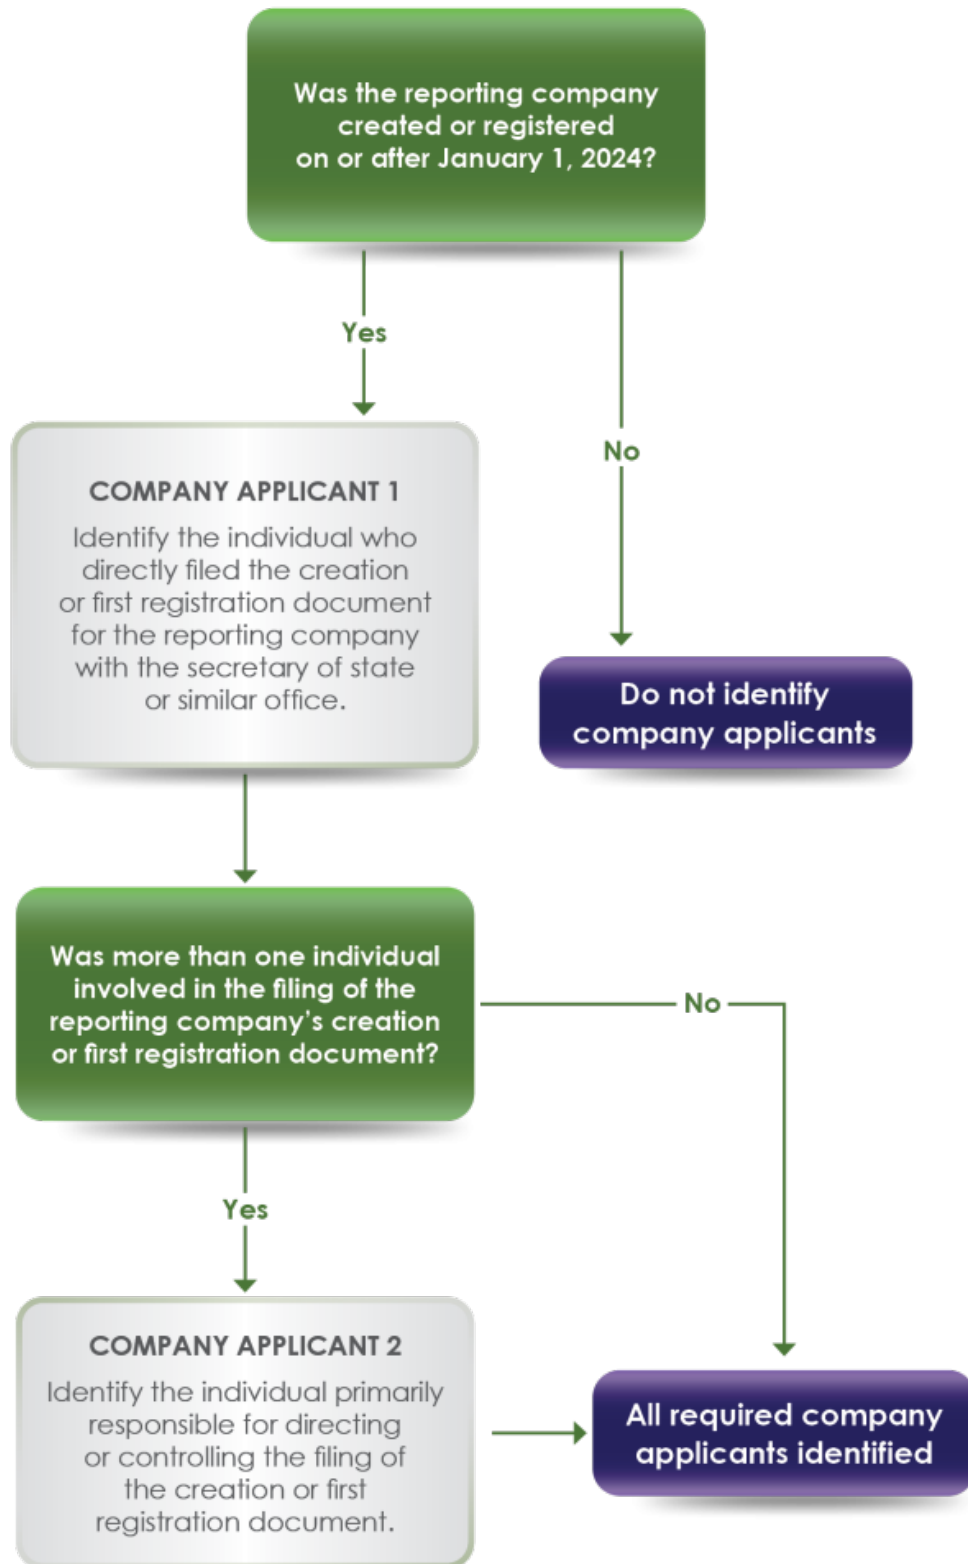 Was the reporting company
created or registered
on or after January 1, 2024?
Yes
No
COMPANY APPLICANT 1
Identify the individual who
directly filed the creation
or first registration document
for the reporting company
with the secretary of state
or similar office.
Do not identify
company applicants
Was more than one individual
involved in the filing of the
reporting company’s creation
or first registration document?
No
Yes
COMPANY APPLICANT 2
Identify the individual primarily
responsible for directing
or controlling the filing of
the creation or first
registration document.
All required company
applicants identified